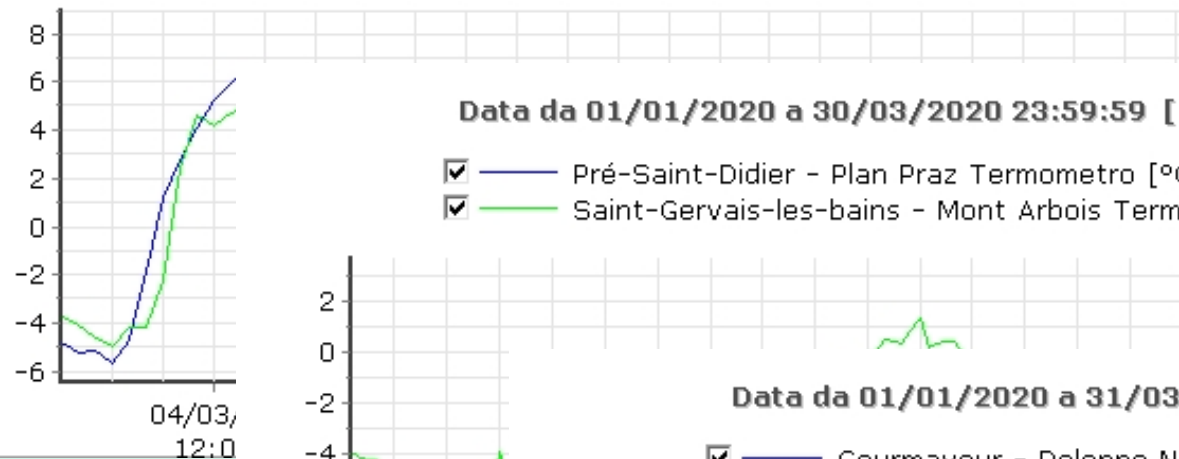 8
6
4
2
0
-2
-4
-6
04/03/
12:0
Data da 01/01/2020 a 30/03/2020 23:59:59 [
Pré-Saint-Didier - Plan Praz Termometro [º
Saint-Gervais-les-bains - Mont Arbois Term
2
0
-2
-4
Data da 01/01/2020 a 31/03
Courmayeur - Dolonne N